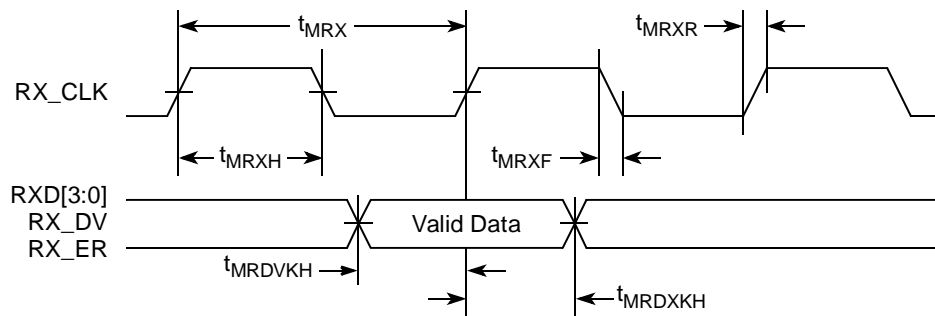 tMRX
tMRXR
RX_CLK
tMRXH
tMRXF
RXD[3:0]
RX_DV
Valid Data
RX_ER
tMRDVKH
tMRDXKH